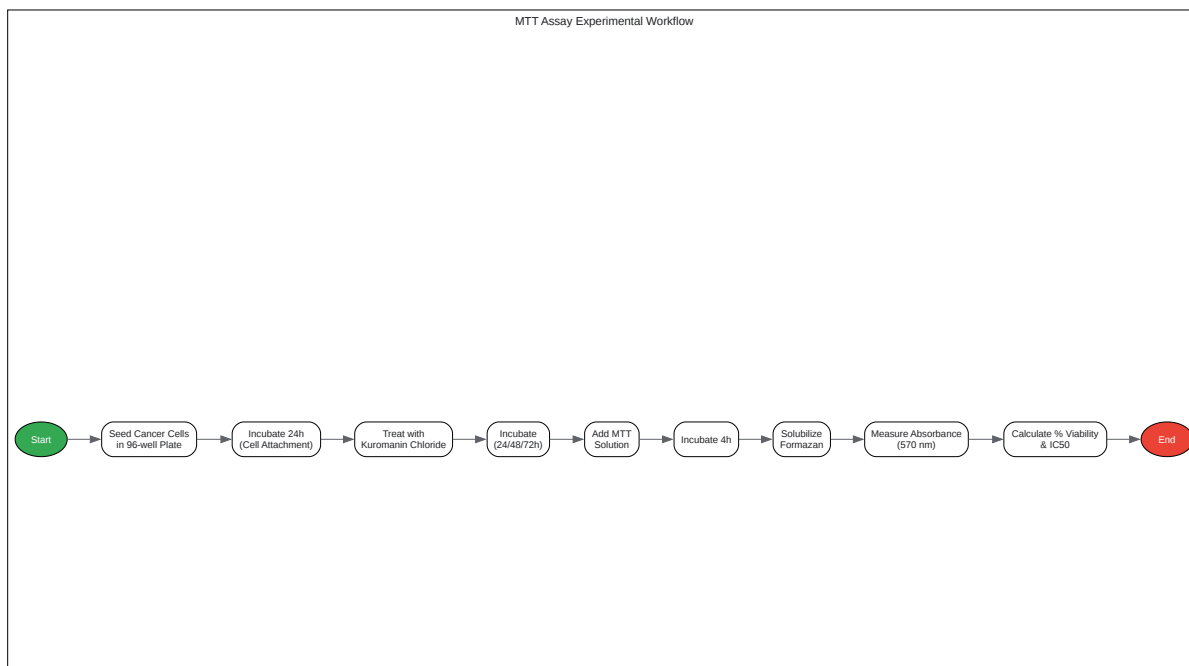 MTT Assay Experimental Workflow
Start
Seed Cancer Cells
in 96-well Plate
Incubate 24h
(Cell Attachment)
Treat with
Kuromanin Chloride
Incubate
(24/48/72h)
Add MTT
Solution
Incubate 4h
Solubilize
Formazan
Measure Absorbance
(570 nm)
Calculate % Viability
& IC50
End